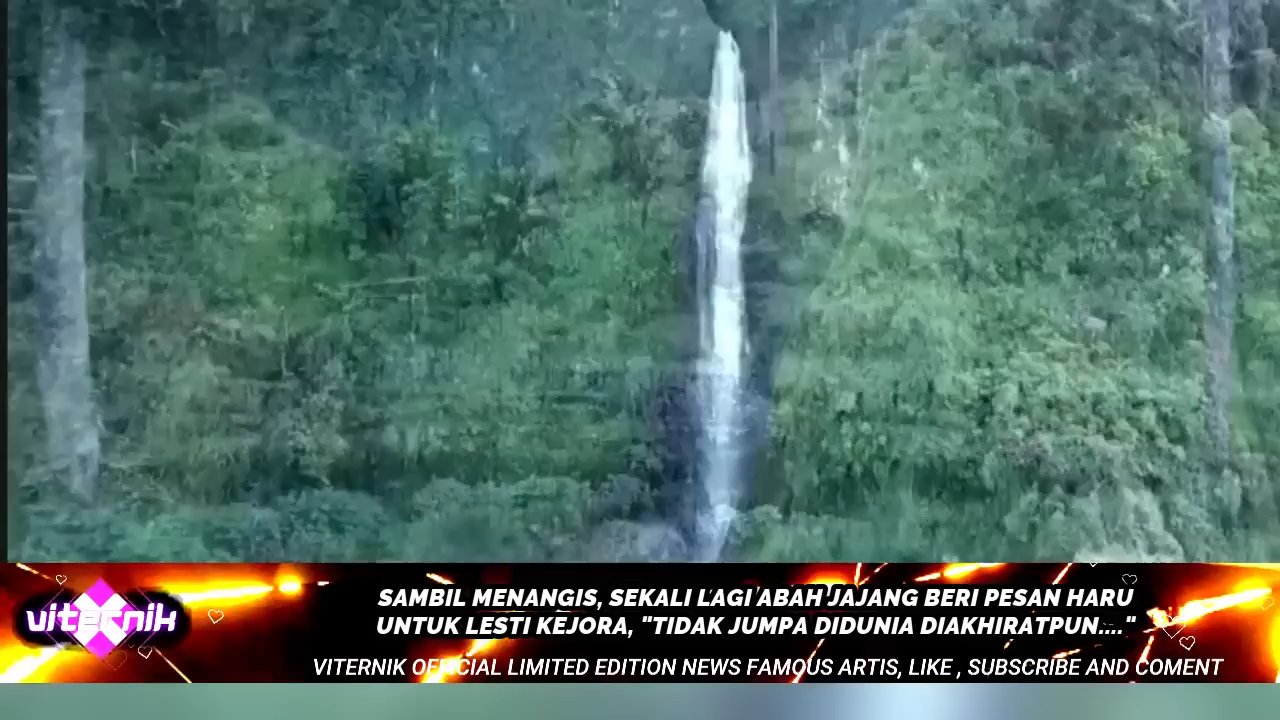 viternik
SAMBIL MENANGIS, SEKALI LAGI ABAH JAJANG BERI PESAN HARU
UNTUK LESTI KEJORA, "TIDAK JUMPA DIDUNIA DIAKHIRATPUN...."
VITERNIK OFFICIAL LIMITED EDITION NEWS FAMOUS ARTIS, LIKE , SUBSCRIBE AND COMENT